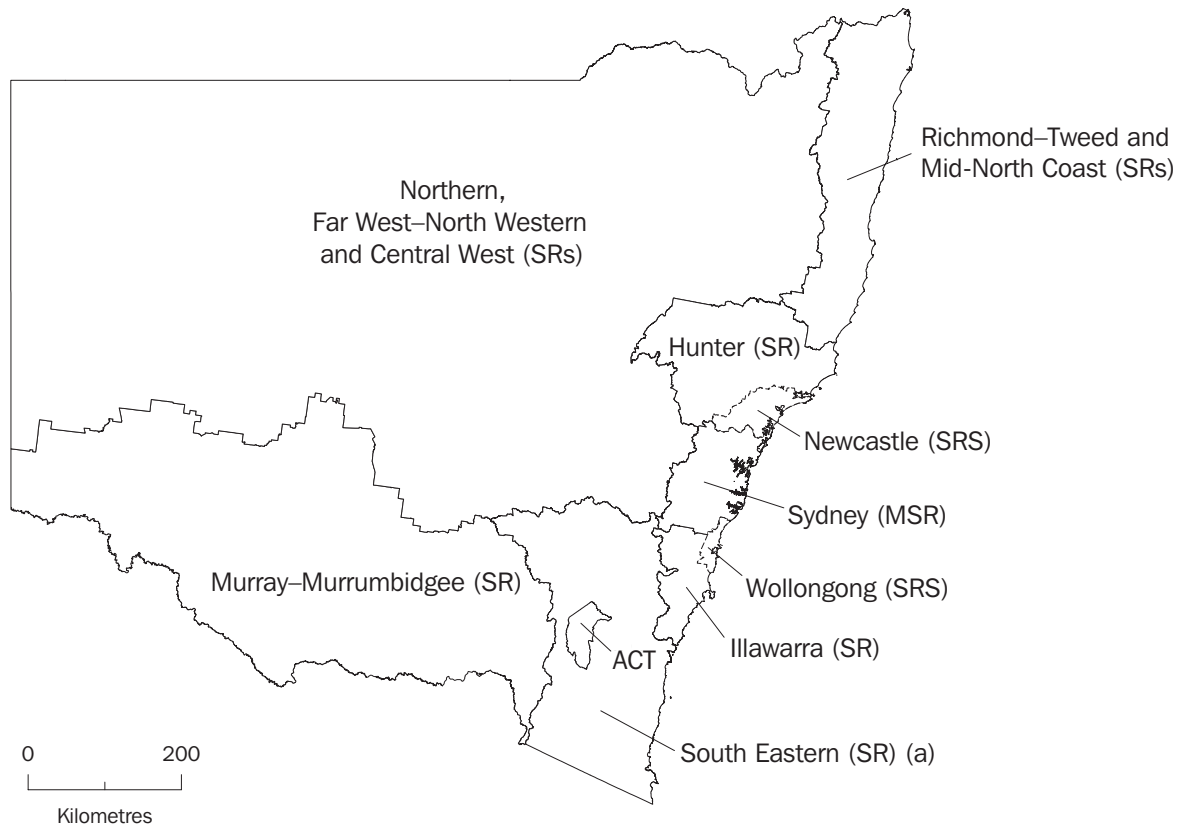 Richmond–Tweed and
Mid-North Coast (SRs)
Northern,
Far West–North Western
and Central West (SRs)
Hunter (SR)
Newcastle (SRS)
Sydney (MSR)
Murray–Murrumbidgee (SR)
Wollongong (SRS)
Illawarra (SR)
ACT
South Eastern (SR) (a)
0 200
Kilometres